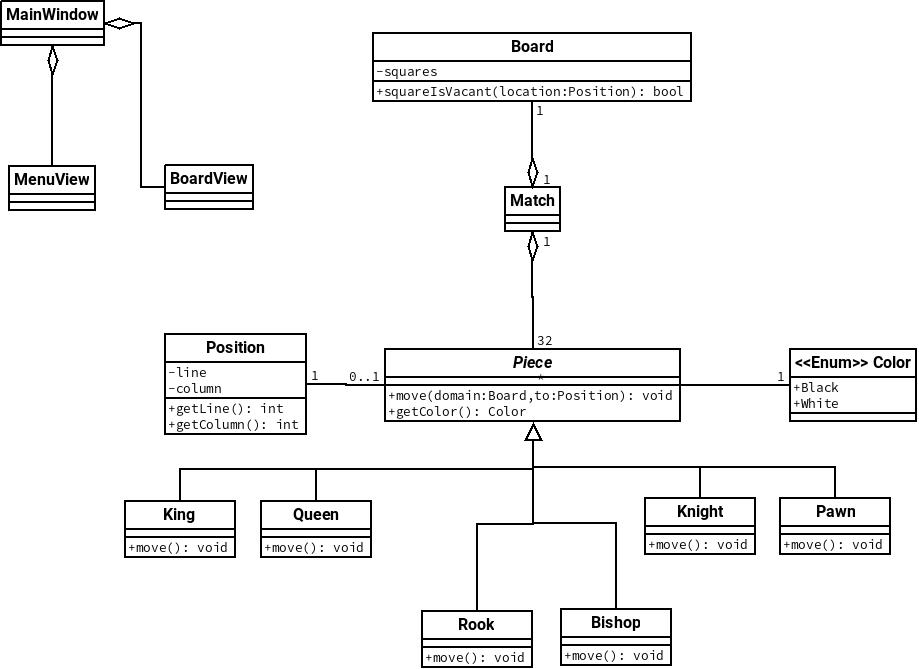 MainWindow
MenuView
BoardView
Board
-squares
+squareIsVacant(location:Position): bool
1
1
Match
1
32
Position
-line
-column
+getLine(): int
+getColumn(): int
1
0..1
Piece
*
+move(domain:Board,to:Position): void
+getColor(): Color
1
<<Enum>> Color
+Black
+White
King
+move(): void
Queen
+move(): void
Knight
+move(): void
Pawn
+move(): void
Rook
+move(): void
Bishop
+move(): void